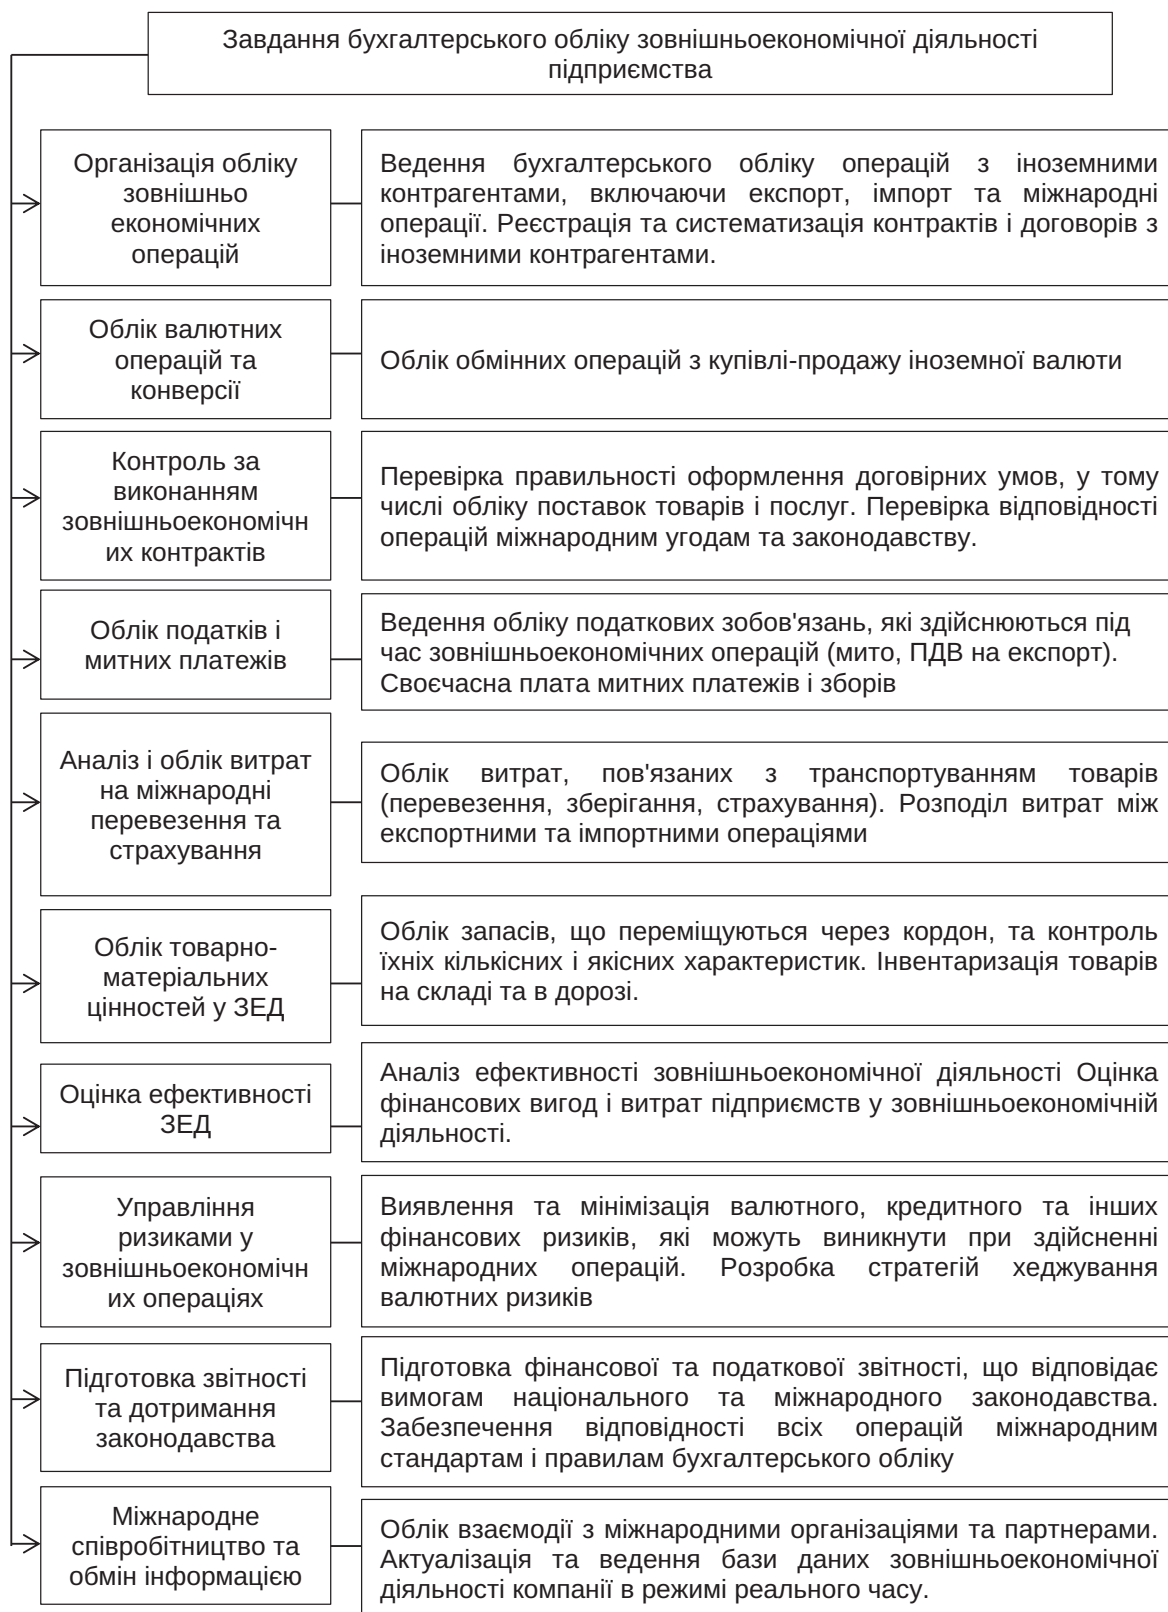 Завдання бухгалтерського обліку зовнішньоекономічної діяльності
підприємства
Організація обліку
зовнішньо
економічних
операцій
Ведення бухгалтерського обліку операцій з іноземними
контрагентами, включаючи експорт, імпорт та міжнародні
операції. Реєстрація та систематизація контрактів і договорів з
іноземними контрагентами.
Облік валютних
операцій та
конверсії
Облік обмінних операцій з купівлі-продажу іноземної валюти
Контроль за
виконанням
зовнішньоекономічн
их контрактів
Перевірка правильності оформлення договірних умов, у тому
числі обліку поставок товарів і послуг. Перевірка відповідності
операцій міжнародним угодам та законодавству.
Облік податків і
митних платежів
Ведення обліку податкових зобов'язань, які здійснюються під
час зовнішньоекономічних операцій (мито, ПДВ на експорт).
Своєчасна плата митних платежів і зборів
Аналіз і облік витрат
на міжнародні
перевезення та
страхування
Облік витрат, пов'язаних з транспортуванням товарів
(перевезення, зберігання, страхування). Розподіл витрат між
експортними та імпортними операціями
Облік товарно-
матеріальних
цінностей у ЗЕД
Облік запасів, що переміщуються через кордон, та контроль
їхніх кількісних і якісних характеристик. Інвентаризація товарів
на складі та в дорозі.
Оцінка ефективності
ЗЕД
Аналіз ефективності зовнішньоекономічної діяльності Оцінка
фінансових вигод і витрат підприємств у зовнішньоекономічній
діяльності.
Управління
ризиками у
зовнішньоекономічн
их операціях
Виявлення та мінімізація валютного, кредитного та інших
фінансових ризиків, які можуть виникнути при здійсненні
міжнародних операцій. Розробка стратегій хеджування
валютних ризиків
Підготовка звітності
та дотримання
законодавства
Підготовка фінансової та податкової звітності, що відповідає
вимогам національного та міжнародного законодавства.
Забезпечення відповідності всіх операцій міжнародним
стандартам і правилам бухгалтерського обліку
Міжнародне
співробітництво та
обмін інформацією
Облік взаємодії з міжнародними організаціями та партнерами.
Актуалізація та ведення бази даних зовнішньоекономічної
діяльності компанії в режимі реального часу.